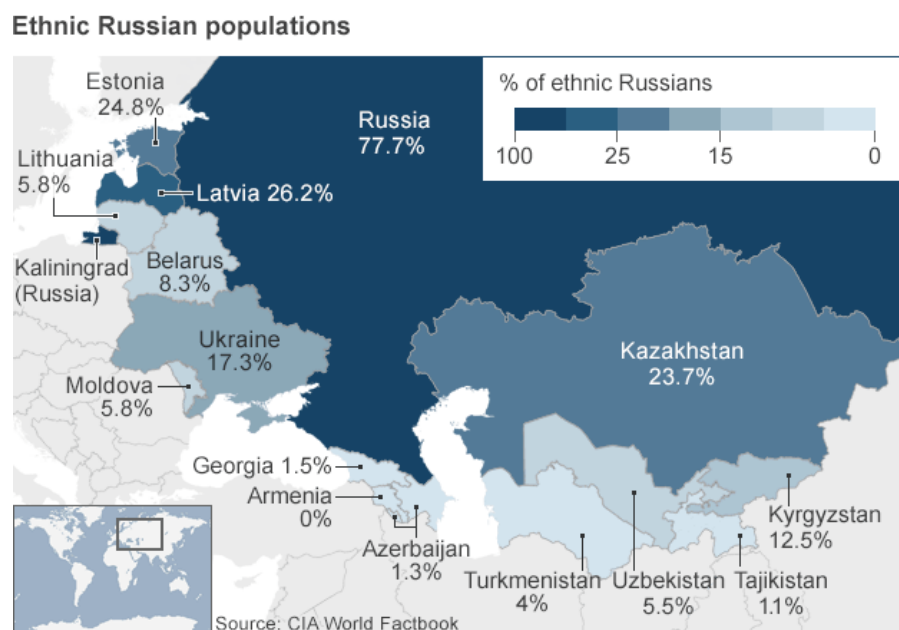 Ethnic Russian populations
% of ethnic Russians
100 25 15 0
Estonia
24.8%
Russia
77.7%
Lithuania
5.8%
Latvia 26.2%
Kaliningrad
(Russia)
Belarus
8.3%
Ukraine
17.3%
Kazakhstan
23.7%
Moldova
5.8%
Georgia 1.5%
Armenia
0%
Azerbaijan
1.3%
Turkmenistan
4%
Uzbekistan
5.5%
Tajikistan
1.1%
Kyrgyzstan
12.5%
Source: CIA World Factbook